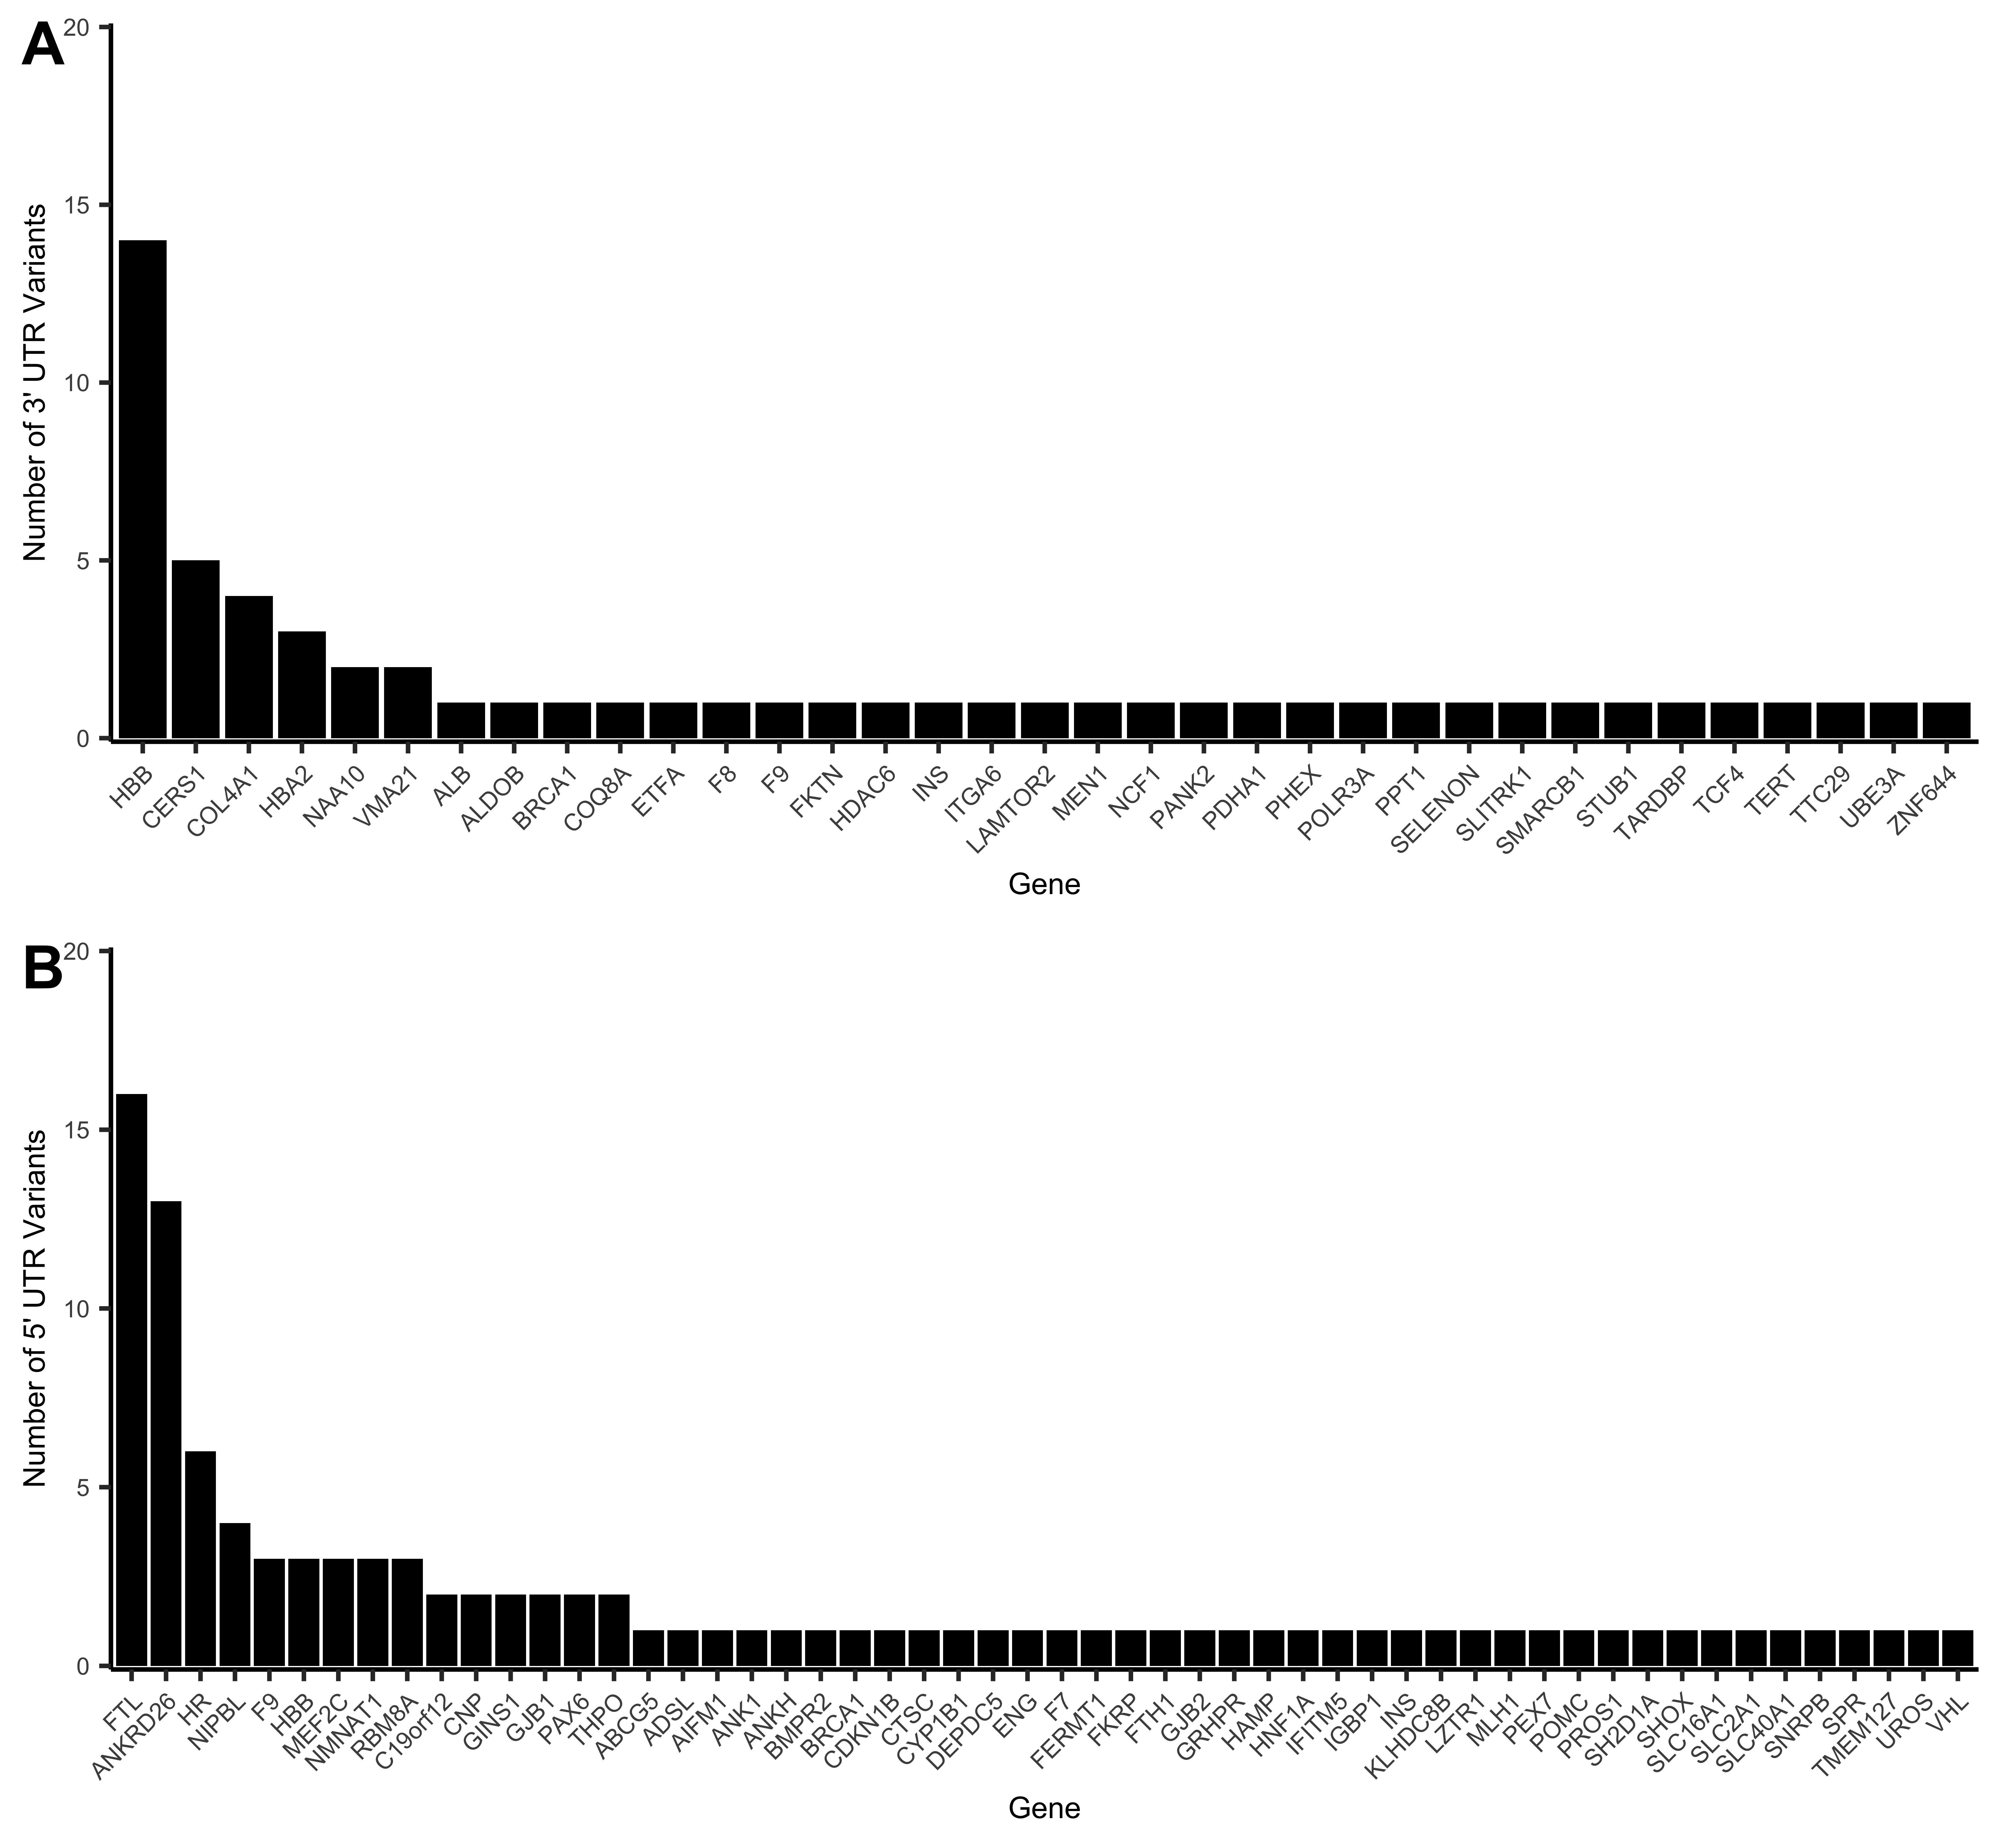 A
20
15
10
5
0
Number of 3' UTR Variants
HBB
CERS1
COL4A1
HBA2
NAA10
VMA21
ALB
ALDOB
BRCA1
COQ8A
ETFA
F8
F9
FKTN
HDAC6
INS
ITGA6
LAMTOR2
MEN1
NCF1
PANK2
PDHA1
PHEX
POLR3A
PPT1
SELENON
SLITRK1
SMARCB1
STUB1
TARDBP
TCF4
TERT
TTC29
UBE3A
ZNF644
Gene
B
20
15
10
5
0
Number of 5' UTR Variants
FTL
ANKRD26
HR
NIPBL
F9
HBB
MEF2C
NMNAT1
RBM8A
C19orf12
CNP
GINS1
GJB1
PAX6
THPO
ABCG5
ADSL
AIFM1
ANK1
ANKH
BMPR2
BRCA1
CDKN1B
CTSC
CYP1B1
DEPDC5
ENG
F7
FERMT1
FKRP
FTH1
GJB2
GRHPR
HAMP
HNF1A
IFITM5
IGBP1
INS
KLHDC8B
LZTR1
MLH1
PEX7
POMC
PROS1
SH2D1A
SHOX
SLC16A1
SLC2A1
SLC40A1
SNRPB
SPR
TMEM127
UROS
VHL
Gene